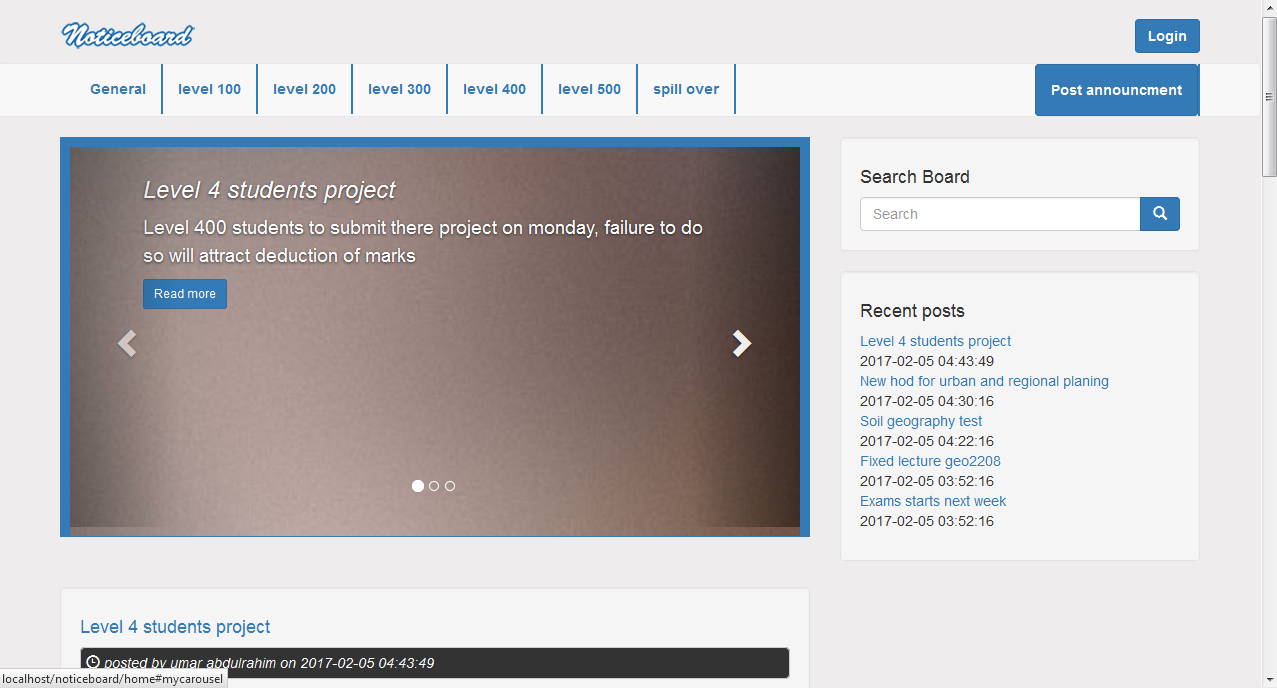 Noticeboard
Login
General level 100 level 200 level 300 level 400 level 500 spill over Post announcment
Level 4 students project
Level 400 students to submit there project on monday, failure to do
so will attract deduction of marks
Read more
Search Board
Search
Recent posts
Level 4 students project
2017-02-05 04:43:49
New hod for urban and regional planing
2017-02-05 04:30:16
Soil geography test
2017-02-05 04:22:16
Fixed lecture geo2208
2017-02-05 03:52:16
Exams starts next week
2017-02-05 03:52:16
Level 4 students project
posted by umar abdulrahim on 2017-02-05 04:43:49
localhost/noticeboard/home#mycarousel